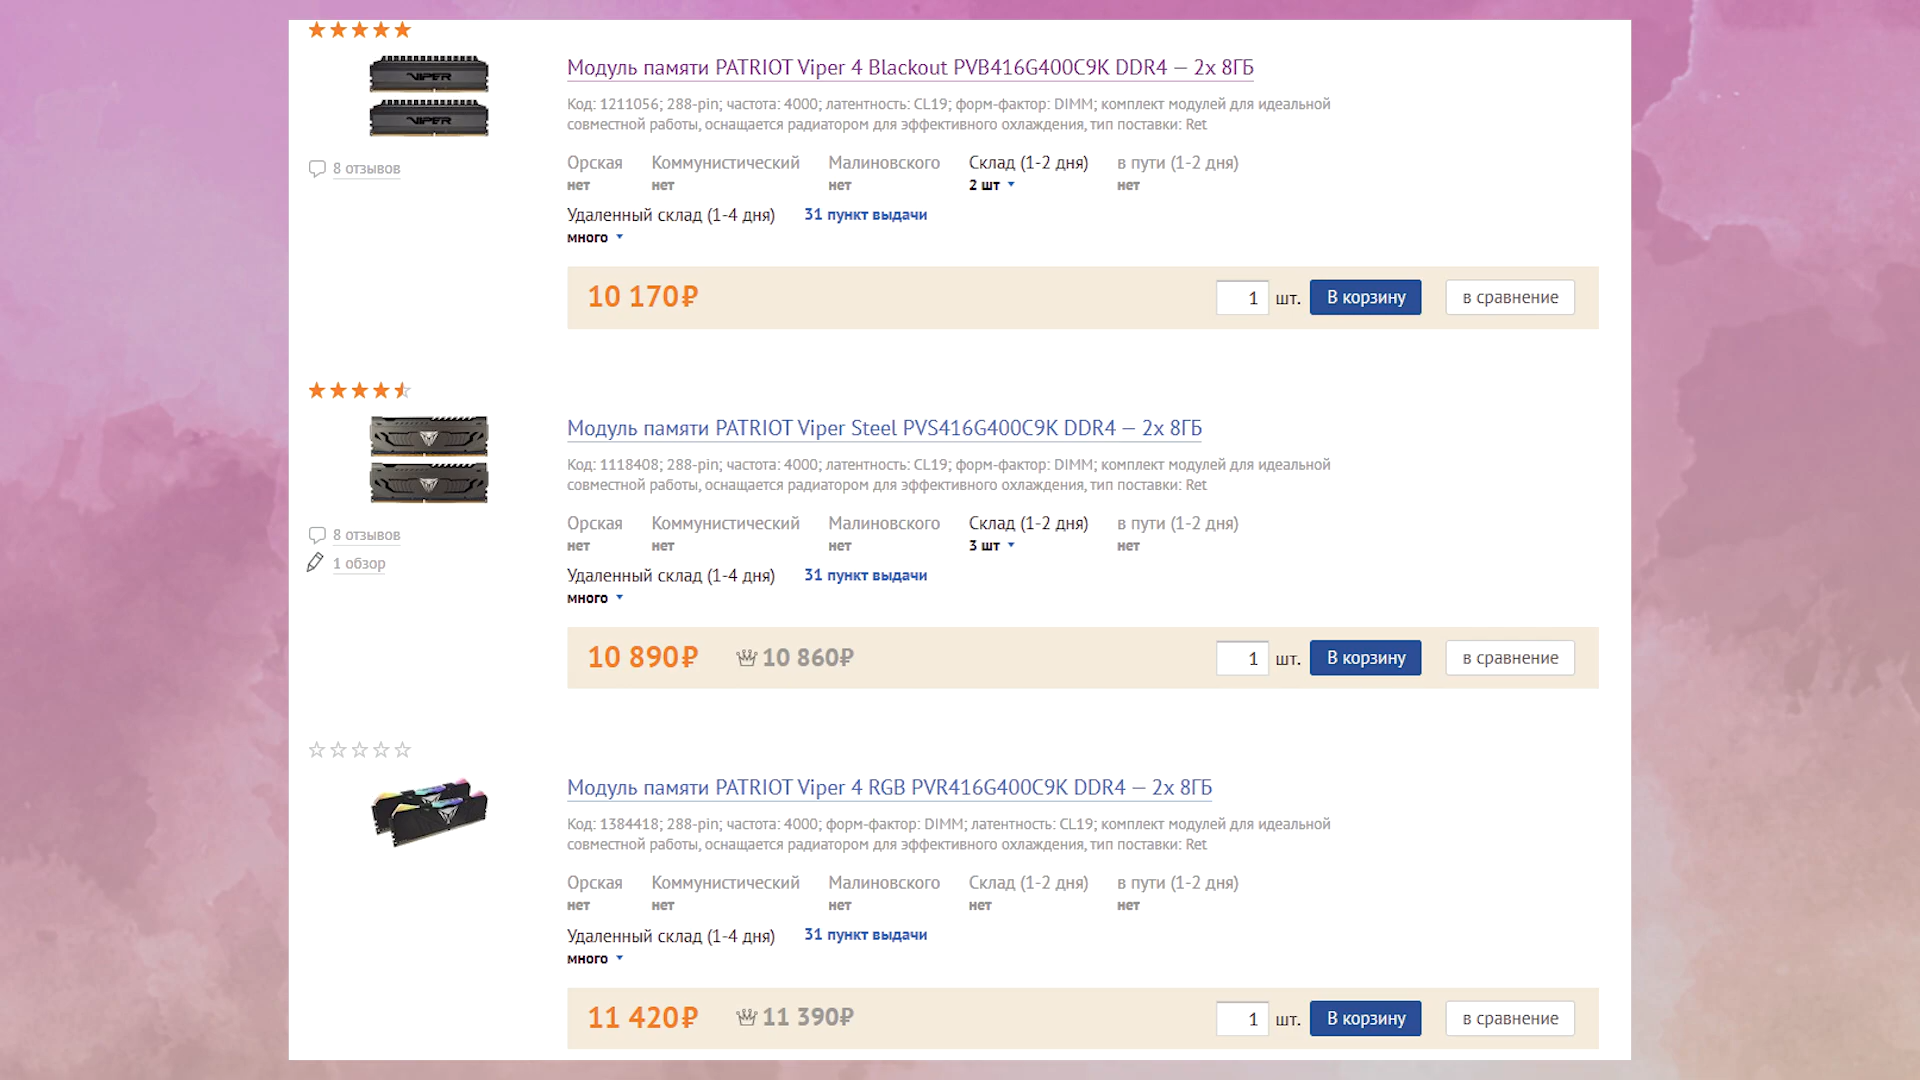 Модуль памяти PATRIOT Viper 4 Blackout PVB416G400C9K DDR4 — 2x 8ГБ
Код: 1211056; 288-pin; частота: 4000; латентность: CL19; форм-фактор: DIMM; комплект модулей для идеальной
совместной работы, оснащается радиатором для эффективного охлаждения, тип поставки: Ret
VIPER
VIPER
8 отзывов
Орская Коммунистический Малиновского Склад (1-2 дня) в пути (1-2 дня)
нет нет нет 2 шт нет
Удаленный склад (1-4 дня) 31 пункт выдачи
много
10 170₽ 1 шт. В корзину в сравнение
Модуль памяти PATRIOT Viper Steel PVS416G400C9K DDR4 — 2x 8ГБ
Код: 1118408; 288-pin; частота: 4000; латентность: CL19; форм-фактор: DIMM; комплект модулей для идеальной
совместной работы, оснащается радиатором для эффективного охлаждения, тип поставки: Ret
8 отзывов
1 обзор
Орская Коммунистический Малиновского Склад (1-2 дня) в пути (1-2 дня)
нет нет нет 3 шт нет
Удаленный склад (1-4 дня) 31 пункт выдачи
много
10 890₽ 10 860₽ 1 шт. В корзину в сравнение
Модуль памяти PATRIOT Viper 4 RGB PVR416G400C9K DDR4 — 2x 8ГБ
Код: 1384418; 288-pin; частота: 4000; форм-фактор: DIMM; латентность: CL19; комплект модулей для идеальной
совместной работы, оснащается радиатором для эффективного охлаждения, тип поставки: Ret
Орская Коммунистический Малиновского Склад (1-2 дня) в пути (1-2 дня)
нет нет нет нет нет
Удаленный склад (1-4 дня) 31 пункт выдачи
много
11 420₽ 11 390₽ 1 шт. В корзину в сравнение